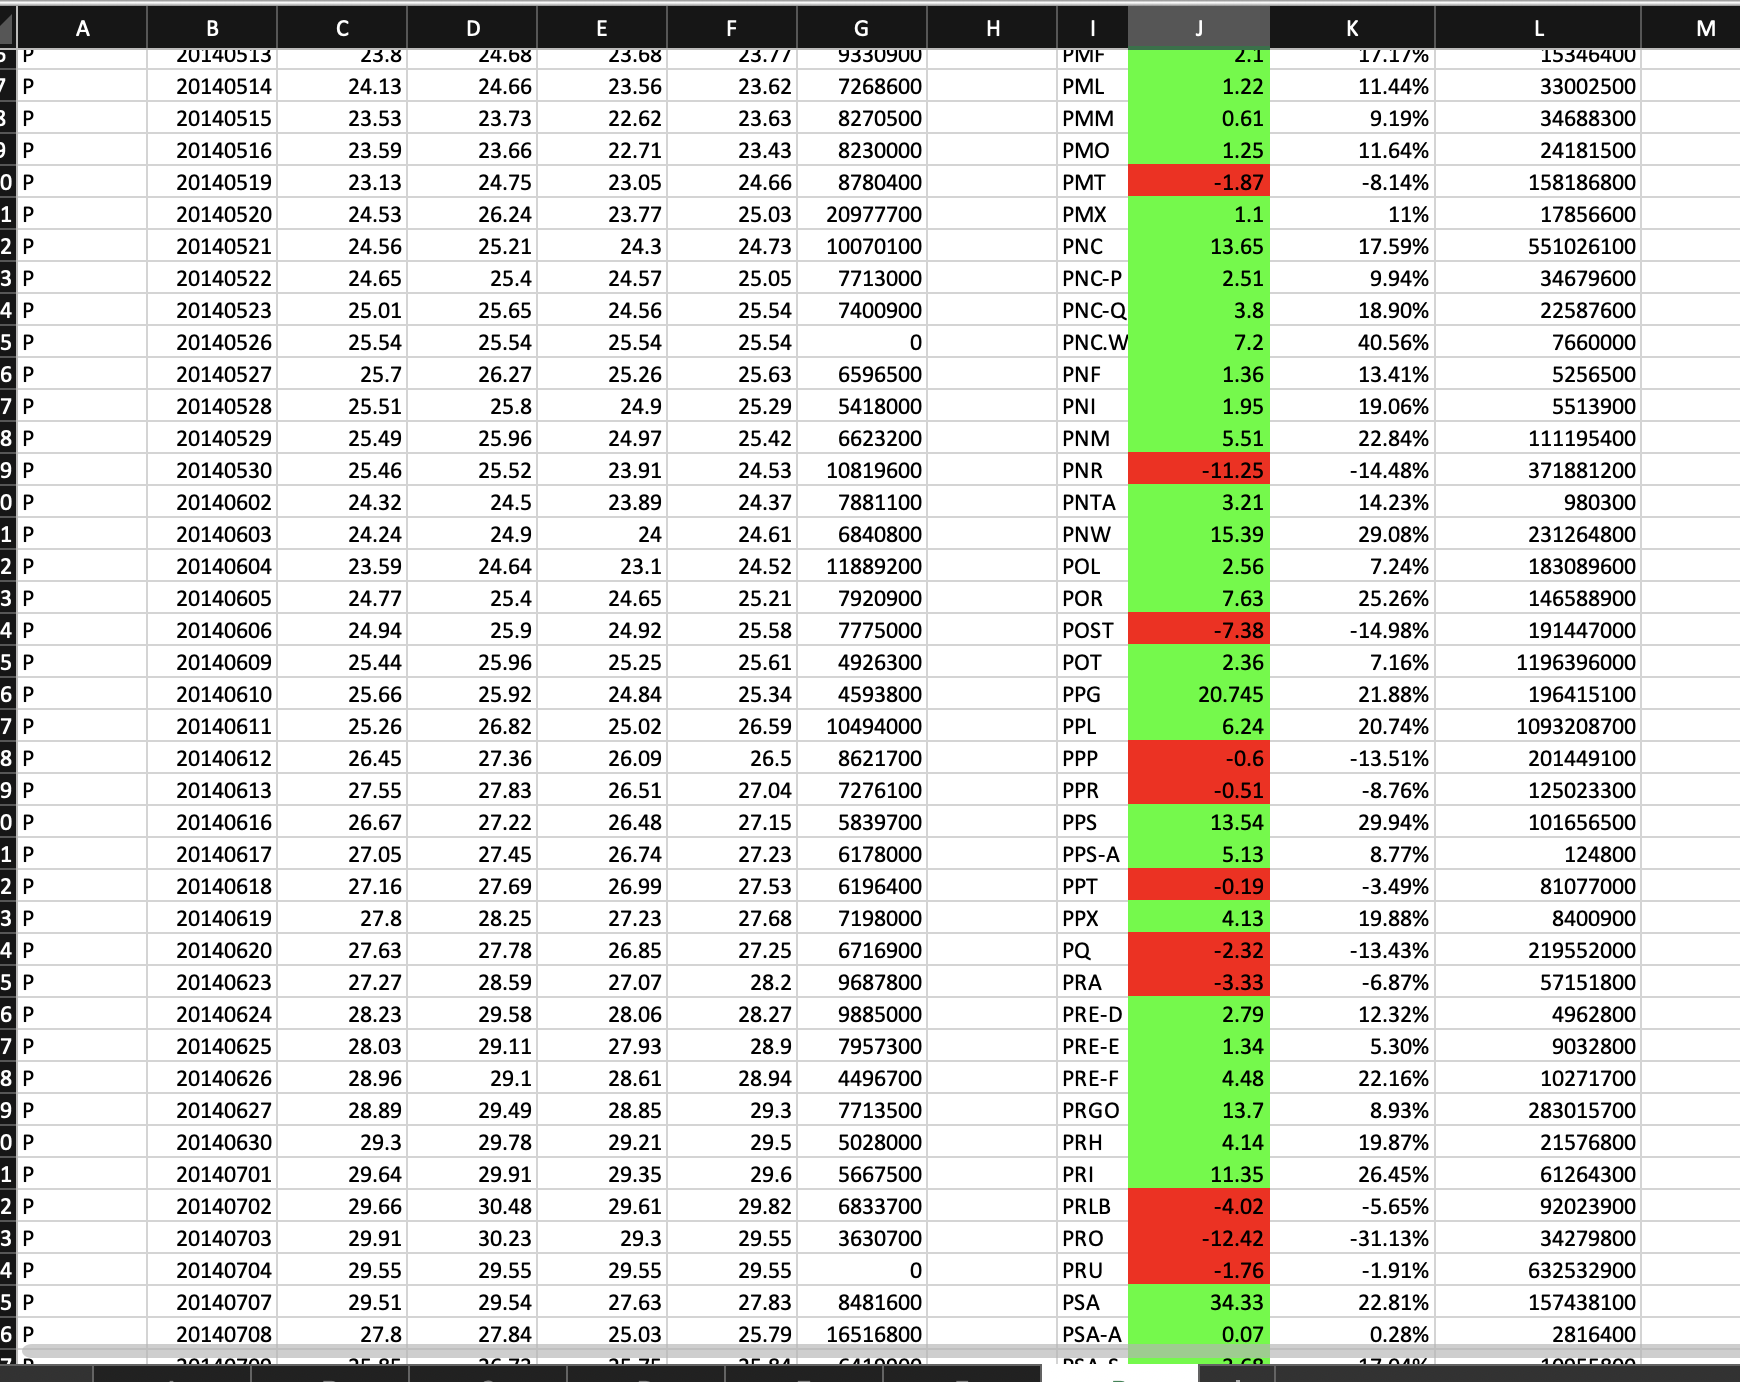 A B C D E F G H I J K L M
P 20140513 23.8 24.68 23.68 23.77 9330900 PMF 2.1 17.17% 15346400
7 P 20140514 24.13 24.66 23.56 23.62 7268600 PML 1.22 11.44% 33002500
8 P 20140515 23.53 23.73 22.62 23.63 8270500 PMM 0.61 9.19% 34688300
9 P 20140516 23.59 23.66 22.71 23.43 8230000 PMO 1.25 11.64% 24181500
0 P 20140519 23.13 24.75 23.05 24.66 8780400 PMT -1.87 -8.14% 158186800
1 P 20140520 24.53 26.24 23.77 25.03 20977700 PMX 1.1 11% 17856600
2 P 20140521 24.56 25.21 24.3 24.73 10070100 PNC 13.65 17.59% 551026100
3 P 20140522 24.65 25.4 24.57 25.05 7713000 PNC-P 2.51 9.94% 34679600
4 P 20140523 25.01 25.65 24.56 25.54 7400900 PNC-Q 3.8 18.90% 22587600
5 P 20140526 25.54 25.54 25.54 25.54 0 PNC.W 7.2 40.56% 7660000
6 P 20140527 25.7 26.27 25.26 25.63 6596500 PNF 1.36 13.41% 5256500
7 P 20140528 25.51 25.8 24.9 25.29 5418000 PNI 1.95 19.06% 5513900
8 P 20140529 25.49 25.96 24.97 25.42 6623200 PNM 5.51 22.84% 111195400
9 P 20140530 25.46 25.52 23.91 24.53 10819600 PNR -11.25 -14.48% 371881200
0 P 20140602 24.32 24.5 23.89 24.37 7881100 PNTA 3.21 14.23% 980300
1 P 20140603 24.24 24.9 24 24.61 6840800 PNW 15.39 29.08% 231264800
2 P 20140604 23.59 24.64 23.1 24.52 11889200 POL 2.56 7.24% 183089600
3 P 20140605 24.77 25.4 24.65 25.21 7920900 POR 7.63 25.26% 146588900
4 P 20140606 24.94 25.9 24.92 25.58 7775000 POST -7.38 -14.98% 191447000
5 P 20140609 25.44 25.96 25.25 25.61 4926300 POT 2.36 7.16% 1196396000
6 P 20140610 25.66 25.92 24.84 25.34 4593800 PPG 20.745 21.88% 196415100
7 P 20140611 25.26 26.82 25.02 26.59 10494000 PPL 6.24 20.74% 1093208700
8 P 20140612 26.45 27.36 26.09 26.5 8621700 PPP -0.6 -13.51% 201449100
9 P 20140613 27.55 27.83 26.51 27.04 7276100 PPR -0.51 -8.76% 125023300
0 P 20140616 26.67 27.22 26.48 27.15 5839700 PPS 13.54 29.94% 101656500
1 P 20140617 27.05 27.45 26.74 27.23 6178000 PPS-A 5.13 8.77% 124800
2 P 20140618 27.16 27.69 26.99 27.53 6196400 PPT -0.19 -3.49% 81077000
3 P 20140619 27.8 28.25 27.23 27.68 7198000 PPX 4.13 19.88% 8400900
4 P 20140620 27.63 27.78 26.85 27.25 6716900 PQ -2.32 -13.43% 219552000
5 P 20140623 27.27 28.59 27.07 28.2 9687800 PRA -3.33 -6.87% 57151800
6 P 20140624 28.23 29.58 28.06 28.27 9885000 PRE-D 2.79 12.32% 4962800
7 P 20140625 28.03 29.11 27.93 28.9 7957300 PRE-E 1.34 5.30% 9032800
8 P 20140626 28.96 29.1 28.61 28.94 4496700 PRE-F 4.48 22.16% 10271700
9 P 20140627 28.89 29.49 28.85 29.3 7713500 PRGO 13.7 8.93% 283015700
0 P 20140630 29.3 29.78 29.21 29.5 5028000 PRH 4.14 19.87% 21576800
1 P 20140701 29.64 29.91 29.35 29.6 5667500 PRI 11.35 26.45% 61264300
2 P 20140702 29.66 30.48 29.61 29.82 6833700 PRLB -4.02 -5.65% 92023900
3 P 20140703 29.91 30.23 29.3 29.55 3630700 PRO -12.42 -31.13% 34279800
4 P 20140704 29.55 29.55 29.55 29.55 0 PRU -1.76 -1.91% 632532900
5 P 20140707 29.51 29.54 27.63 27.83 8481600 PSA 34.33 22.81% 157438100
6 P 20140708 27.8 27.84 25.03 25.79 16516800 PSA-A 0.07 0.28% 2816400